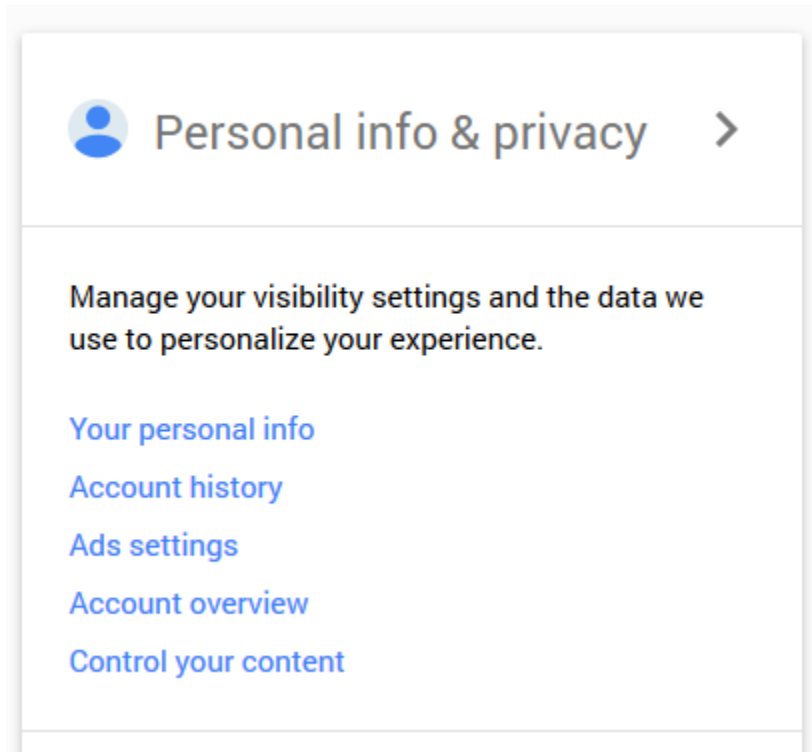 Personal info & privacy
Manage your visibility settings and the data we
use to personalize your experience.
Your personal info
Account history
Ads settings
Account overview
Control your content